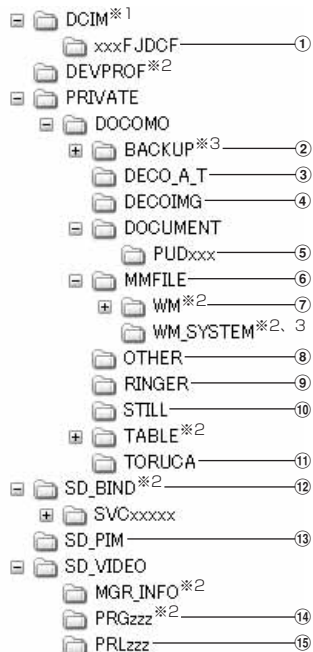 DCIM※1
xxxFJDCF ①
DEVPROF※2
PRIVATE
DOCOMO
BACKUP※3 ②
DECO_A_T ③
DECOIMG ④
DOCUMENT
PUDxxx ⑤
MMFILE ⑥
WM※2 ⑦
WM_SYSTEM※2、3
OTHER ⑧
RINGER ⑨
STILL ⑩
TABLE※2
TORUCA ⑪
SD_BIND※2 ⑫
SVCxxxxx
SD_PIM ⑬
SD_VIDEO
MGR_INFO※2
PRGzzz※2 ⑭
PRLzzz ⑮